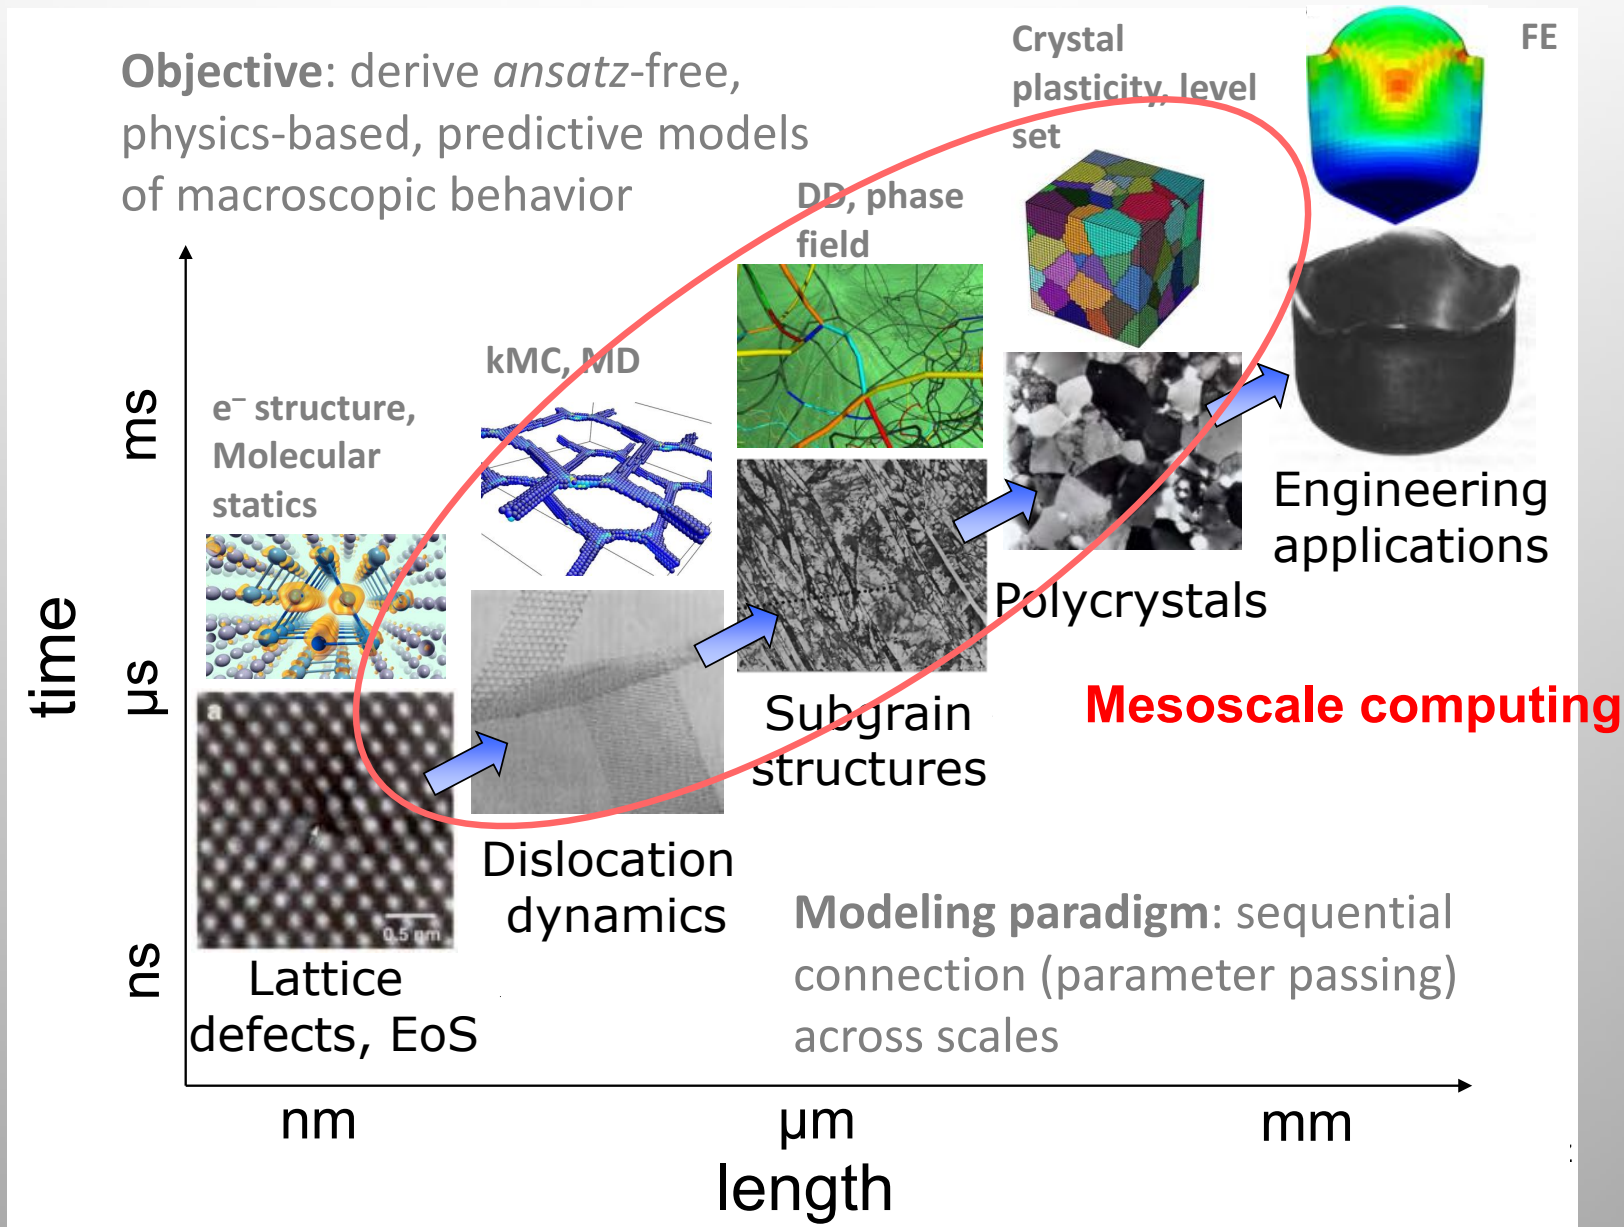 Objective: derive ansatz-free,
physics-based, predictive models
of macroscopic behavior
Crystal
plasticity, level
set
FE
DD, phase
field
kMC, MD
e⁻ structure,
Molecular
statics
time
ms
µs
ns
a
0.5 nm
Lattice
defects, EoS
Dislocation
dynamics
Subgrain
structures
Polycrystals
Engineering
applications
Mesoscale computing
Modeling paradigm: sequential
connection (parameter passing)
across scales
nm
µm
mm
length